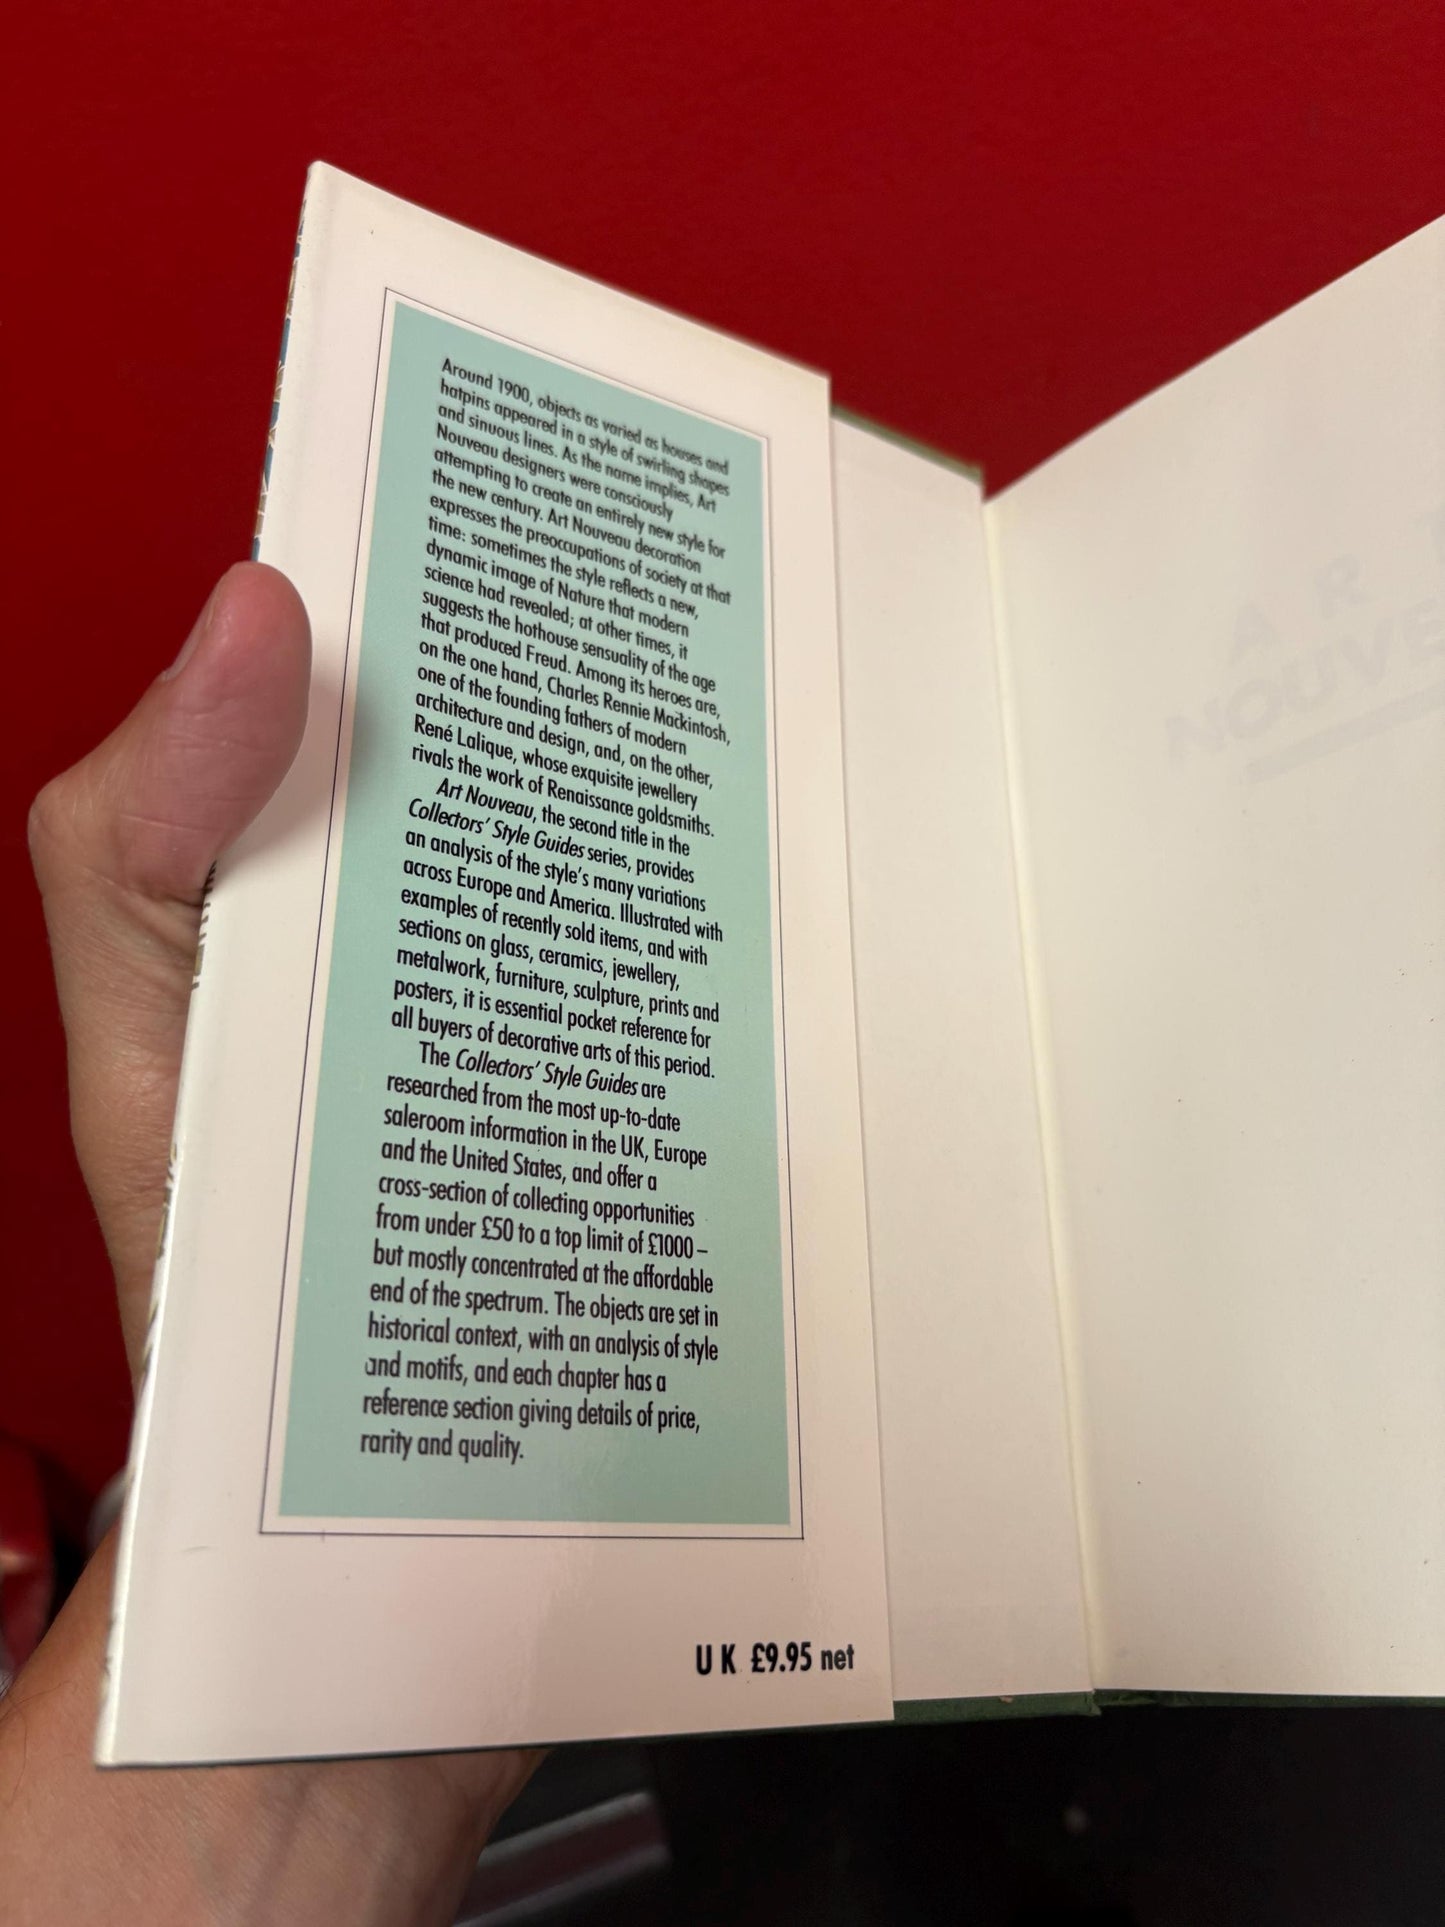 Around 1900, objects as varied as houses and
hatpins appeared in a style of swirling shapes
and sinuous lines. As the name implies, Art
Nouveau designers were consciously
attempting to create an entirely new style for
the new century. Art Nouveau decoration
expresses the preoccupations of society at that
time: sometimes the style reflects a new,
dynamic image of Nature that modern
science had revealed; at other times, it
suggests the hothouse sensuality of the age
that produced Freud. Among its heroes are,
on the one hand, Charles Rennie Mackintosh,
one of the founding fathers of modern
architecture and design, and, on the other,
René Lalique, whose exquisite jewellery
rivals the work of Renaissance goldsmiths.
Art Nouveau, the second title in the
Collectors' Style Guides series, provides
an analysis of the style's many variations
across Europe and America. Illustrated with
examples of recently sold items, and with
sections on glass, ceramics, jewellery,
metalwork, furniture, sculpture, prints and
posters, it is essential pocket reference for
all buyers of decorative arts of this period.
The Collectors' Style Guides are
researched from the most up-to-date
saleroom information in the UK, Europe
and the United States, and offer a
cross-section of collecting opportunities
from under £50 to a top limit of £1000 –
but mostly concentrated at the affordable
end of the spectrum. The objects are set in
historical context, with an analysis of style
and motifs, and each chapter has a
reference section giving details of price,
rarity and quality.
UK £9.95 net